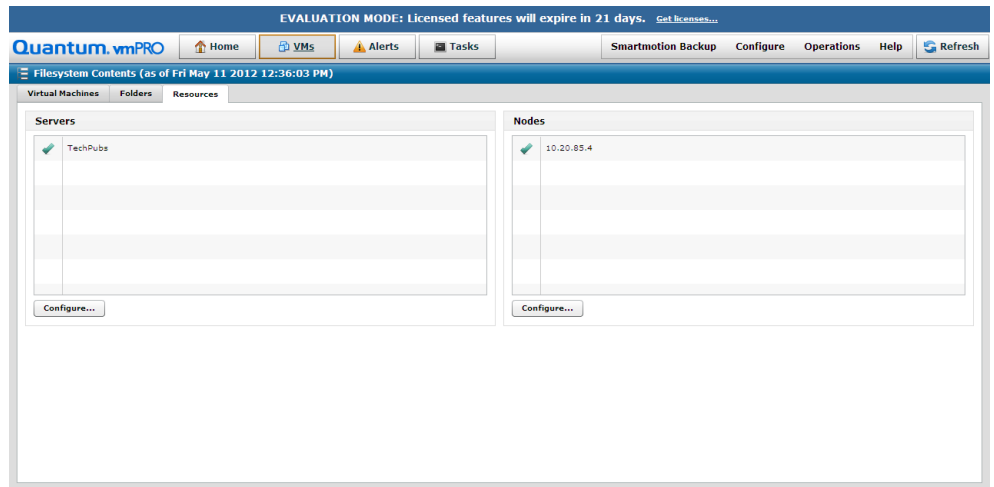 EVALUATION MODE: Licensed features will expire in 21 days. Get licenses...
Quantum. vmPRO Home VMs Alerts Tasks Smartmotion Backup Configure Operations Help Refresh
Filesystem Contents (as of Fri May 11 2012 12:36:03 PM)
Virtual Machines Folders Resources
Servers Nodes
TechPubs 10.20.85.4
Configure... Configure...